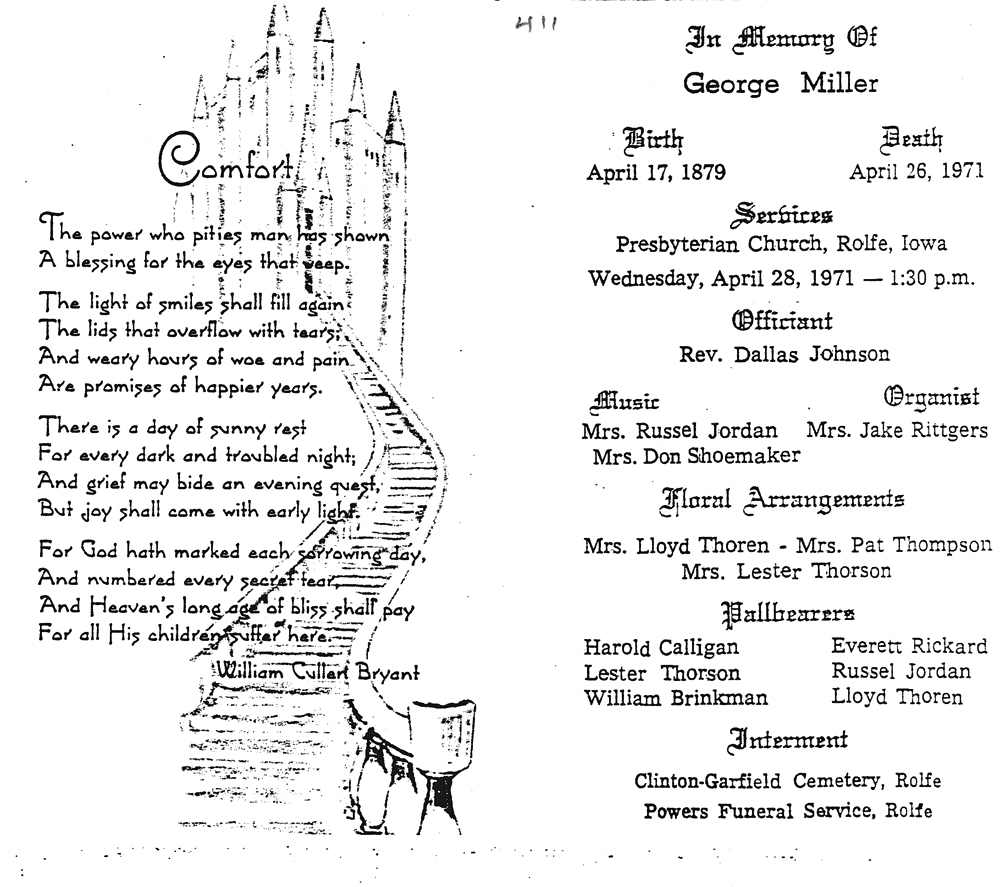 411
Comfort
The power who pities man has shown
A blessing for the eyes that weep.
The light of smiles shall fill again
The lids that overflow with tears;
And weary hours of woe and pain
Are promises of happier years.
There is a day of sunny rest
For every dark and troubled night;
And grief may bide an evening quest,
But joy shall come with early light.
For God hath marked each sorrowing day,
And numbered every secret tear,
And Heaven's long age of bliss shall pay
For all His children suffer here.
William Cullen Bryant
In Memory Of
George Miller
Birth Death
April 17, 1879 April 26, 1971
Services
Presbyterian Church, Rolfe, Iowa
Wednesday, April 28, 1971 — 1:30 p.m.
Officiant
Rev. Dallas Johnson
Music Organist
Mrs. Russel Jordan Mrs. Jake Rittgers
Mrs. Don Shoemaker
Floral Arrangements
Mrs. Lloyd Thoren - Mrs. Pat Thompson
Mrs. Lester Thorson
Pallbearers
Harold Calligan Everett Rickard
Lester Thorson Russel Jordan
William Brinkman Lloyd Thoren
Interment
Clinton-Garfield Cemetery, Rolfe
Powers Funeral Service, Rolfe